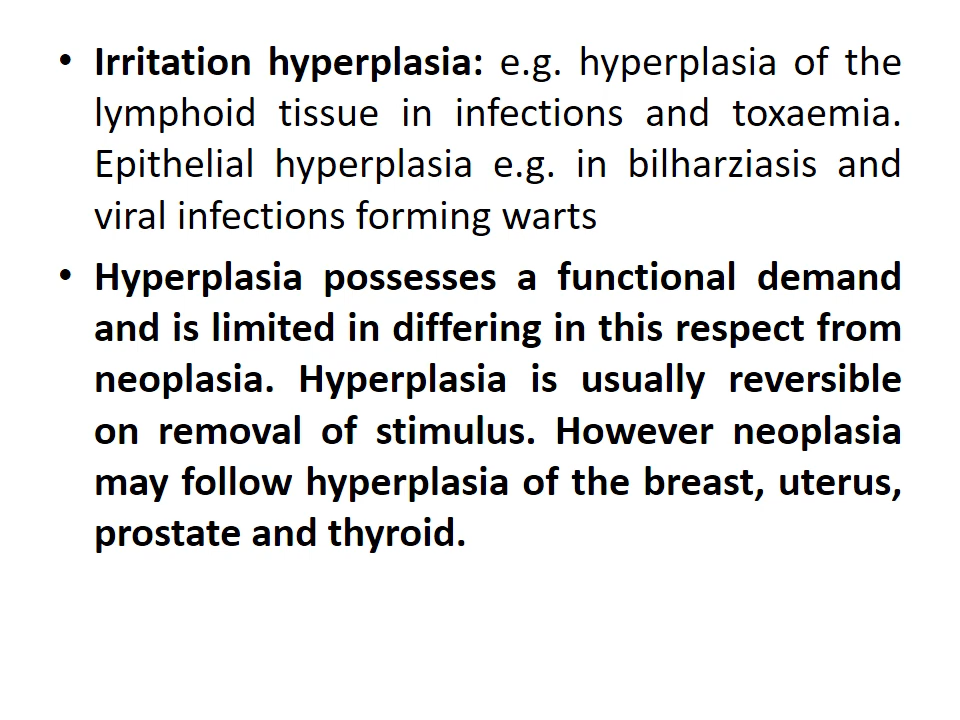 • Irritation hyperplasia: e.g. hyperplasia of the
lymphoid tissue in infections and toxaemia.
Epithelial hyperplasia e.g. in bilharziasis and
viral infections forming warts
• Hyperplasia possesses a functional demand
and is limited in differing in this respect from
neoplasia. Hyperplasia is usually reversible
on removal of stimulus. However neoplasia
may follow hyperplasia of the breast, uterus,
prostate and thyroid.